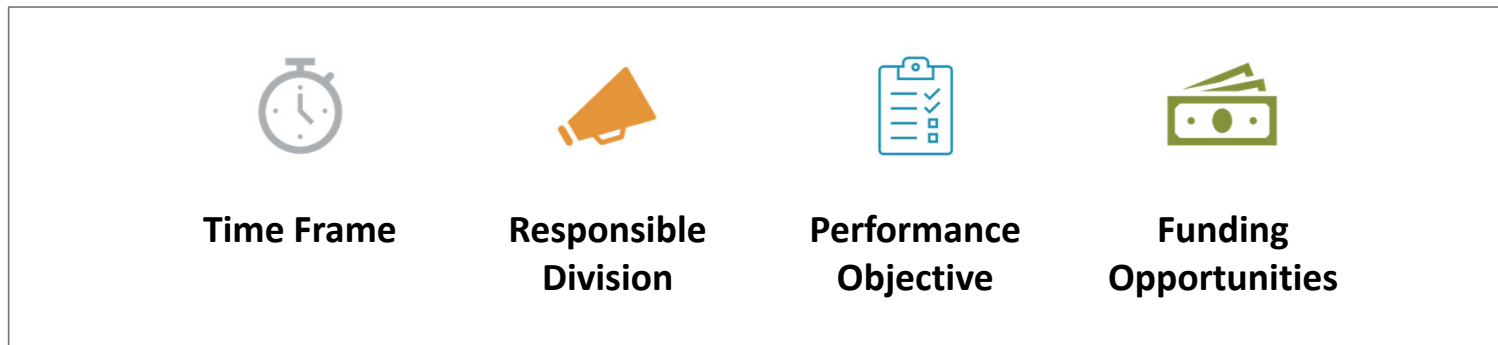 Time Frame
Responsible
Division
Performance
Objective
Funding
Opportunities